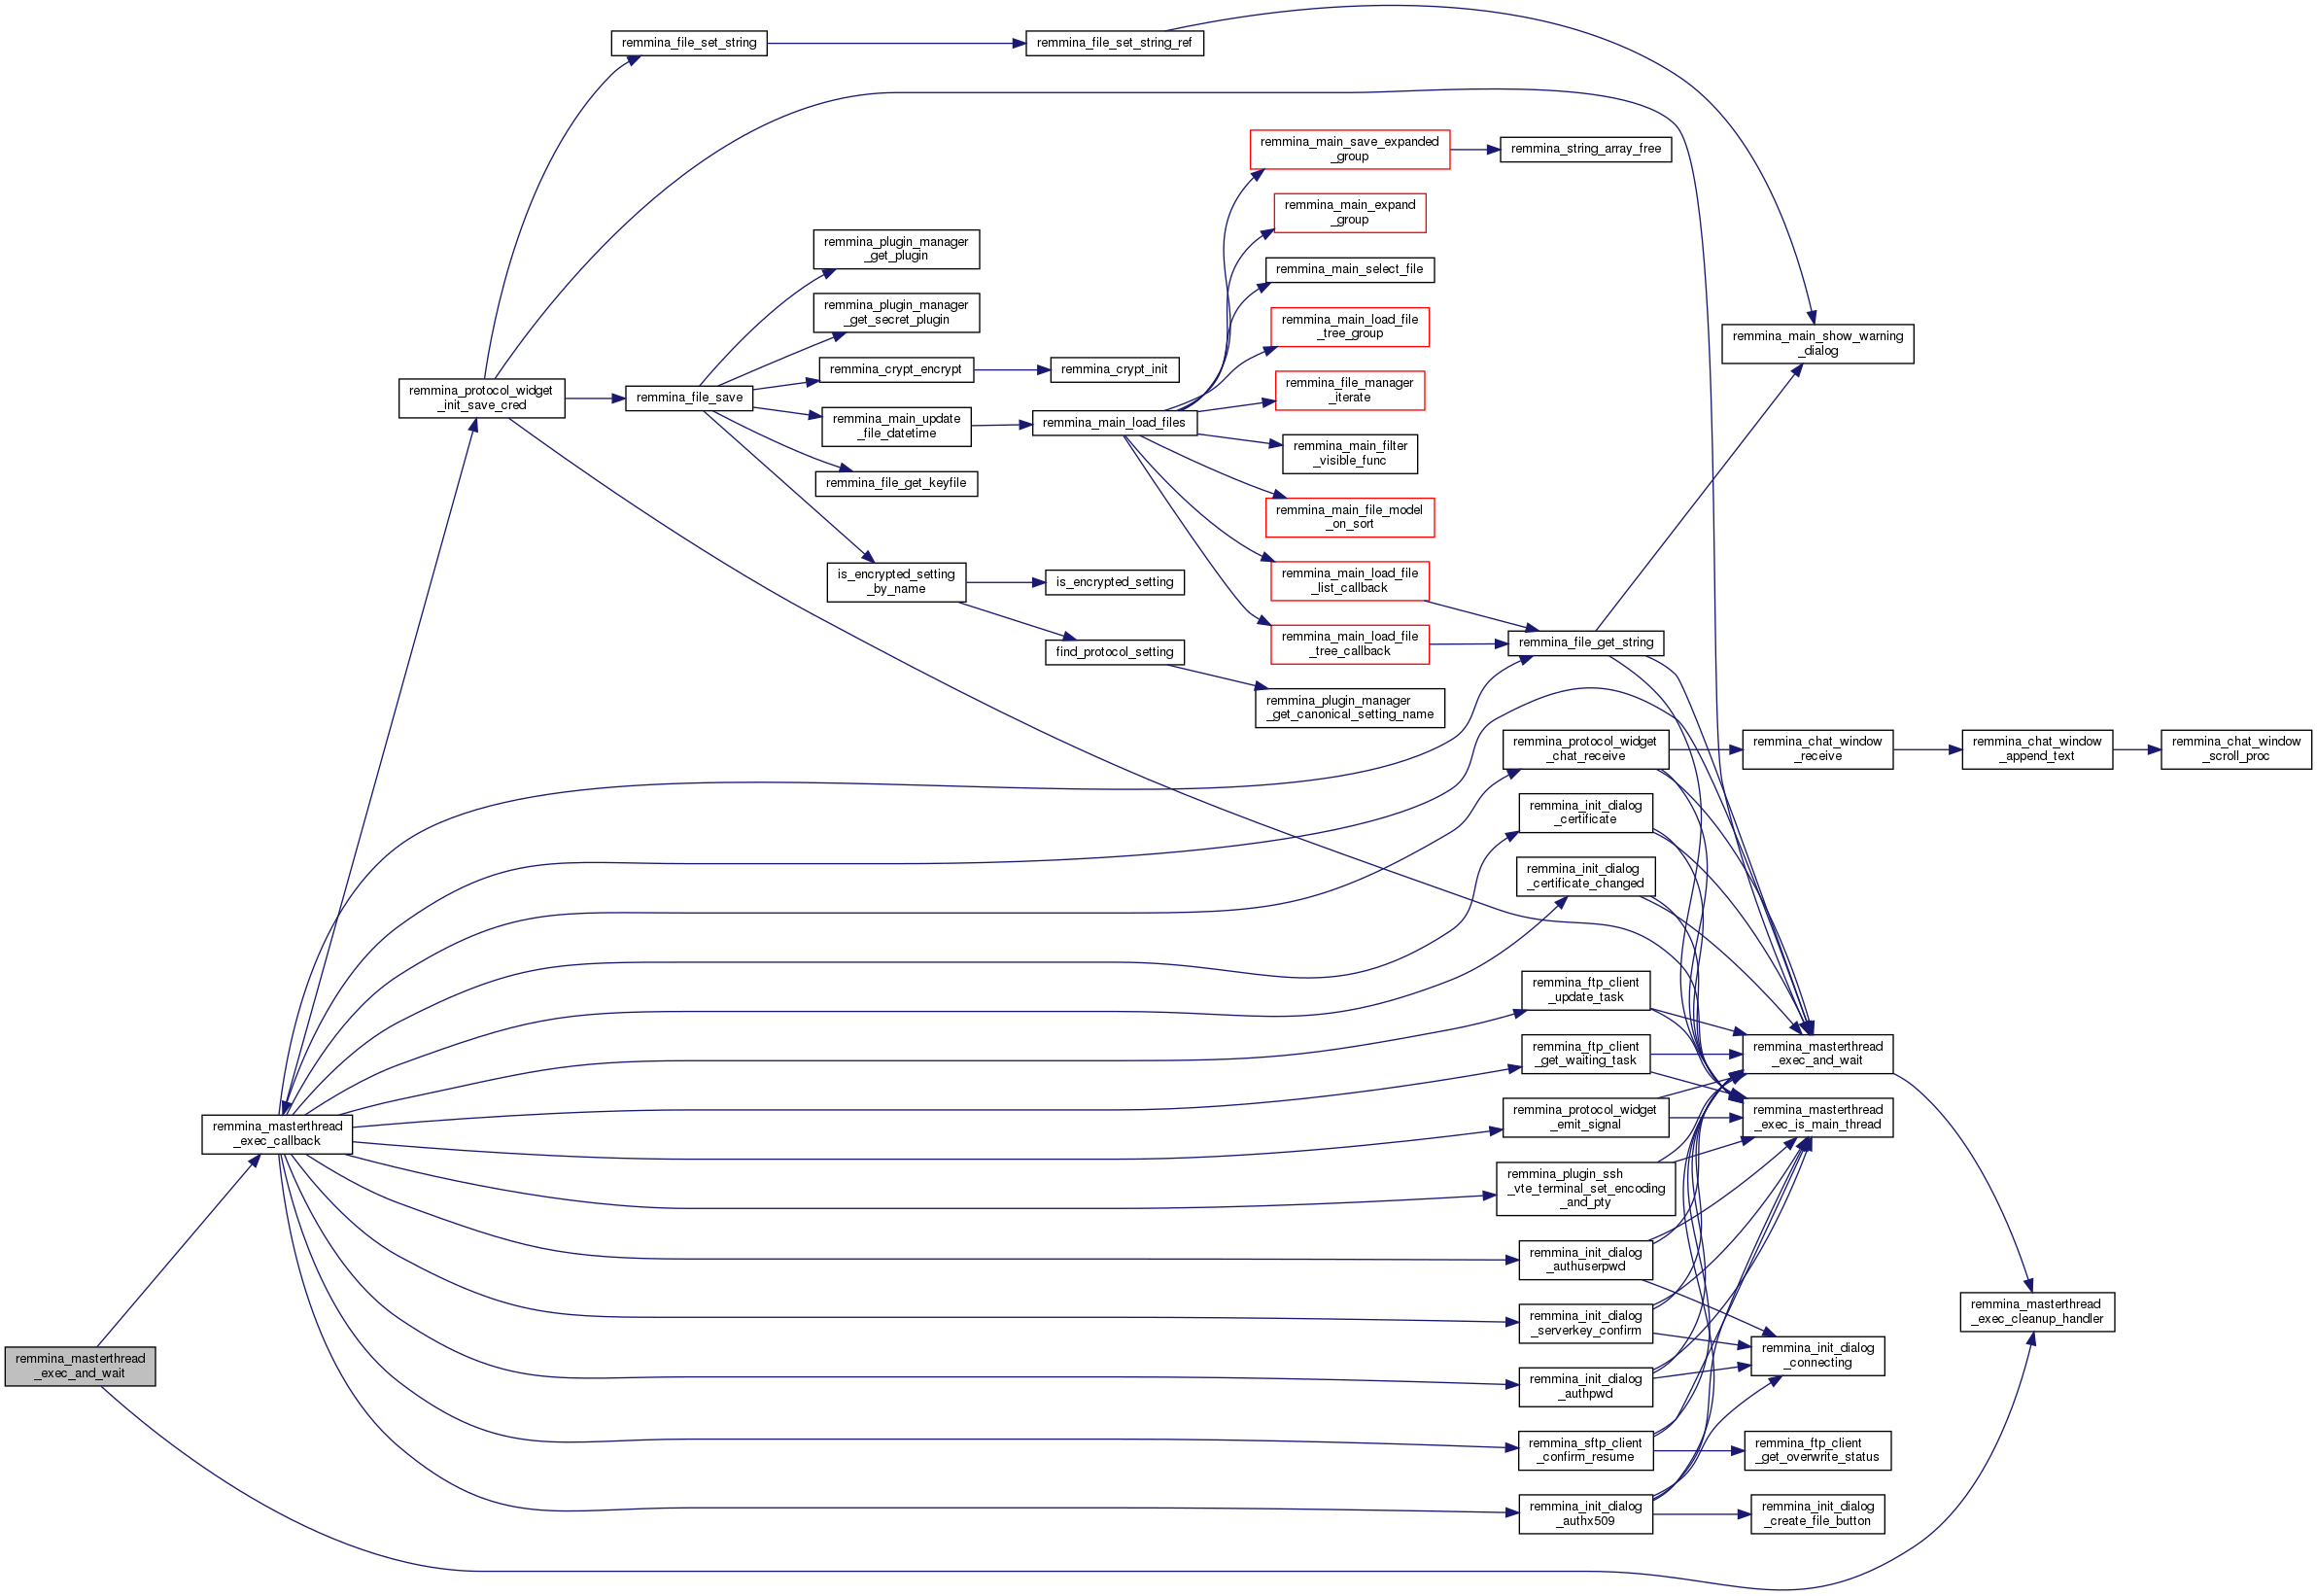 remmina_file_set_string
remmina_file_set_string_ref
remmina_main_save_expanded
_group
remmina_string_array_free
remmina_main_expand
_group
remmina_plugin_manager
_get_plugin
remmina_main_select_file
remmina_plugin_manager
_get_secret_plugin
remmina_main_load_file
_tree_group
remmina_main_show_warning
_dialog
remmina_crypt_encrypt
remmina_crypt_init
remmina_protocol_widget
_init_save_cred
remmina_file_save
remmina_file_manager
_iterate
remmina_main_update
_file_datetime
remmina_main_load_files
remmina_main_filter
_visible_func
remmina_file_get_keyfile
remmina_main_file_model
_on_sort
is_encrypted_setting
_by_name
is_encrypted_setting
remmina_main_load_file
_list_callback
find_protocol_setting
remmina_main_load_file
_tree_callback
remmina_file_get_string
remmina_plugin_manager
_get_canonical_setting_name
remmina_protocol_widget
_chat_receive
remmina_chat_window
_receive
remmina_chat_window
_append_text
remmina_chat_window
_scroll_proc
remmina_init_dialog
_certificate
remmina_init_dialog
_certificate_changed
remmina_ftp_client
_update_task
remmina_ftp_client
_get_waiting_task
remmina_masterthread
_exec_and_wait
remmina_masterthread
_exec_callback
remmina_protocol_widget
_emit_signal
remmina_masterthread
_exec_is_main_thread
remmina_plugin_ssh
_vte_terminal_set_encoding
_and_pty
remmina_init_dialog
_authuserpwd
remmina_init_dialog
_serverkey_confirm
remmina_masterthread
_exec_cleanup_handler
remmina_masterthread
_exec_and_wait
remmina_init_dialog
_connecting
remmina_init_dialog
_authpwd
remmina_sftp_client
_confirm_resume
remmina_ftp_client
_get_overwrite_status
remmina_init_dialog
_authx509
remmina_init_dialog
_create_file_button